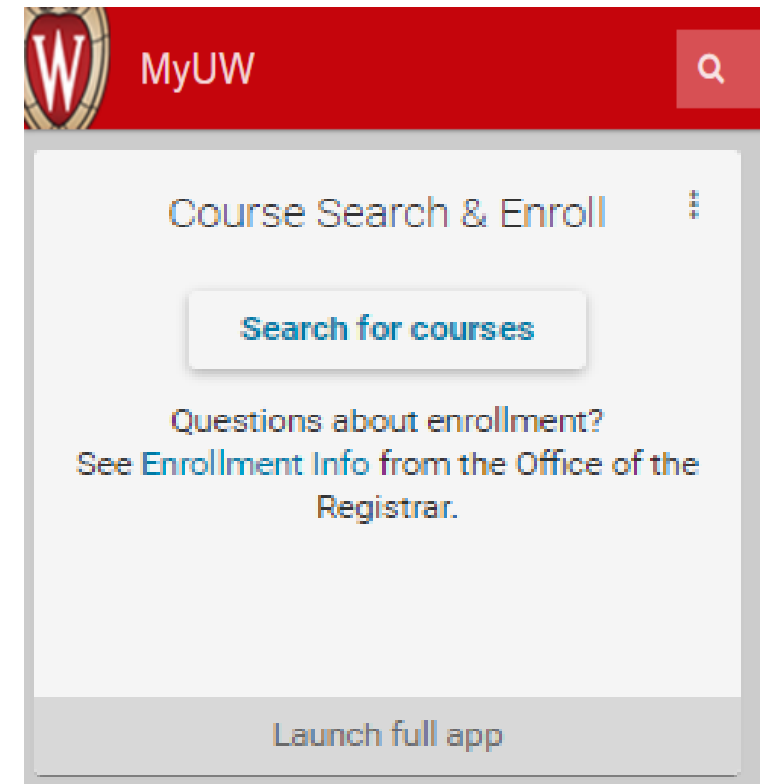 W MyUW
Course Search & Enroll
Search for courses
Questions about enrollment?
See Enrollment Info from the Office of the
Registrar.
Launch full app